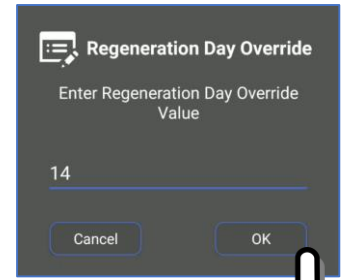 Regeneration Day Override
Enter Regeneration Day Override
Value
14
Cancel
OK